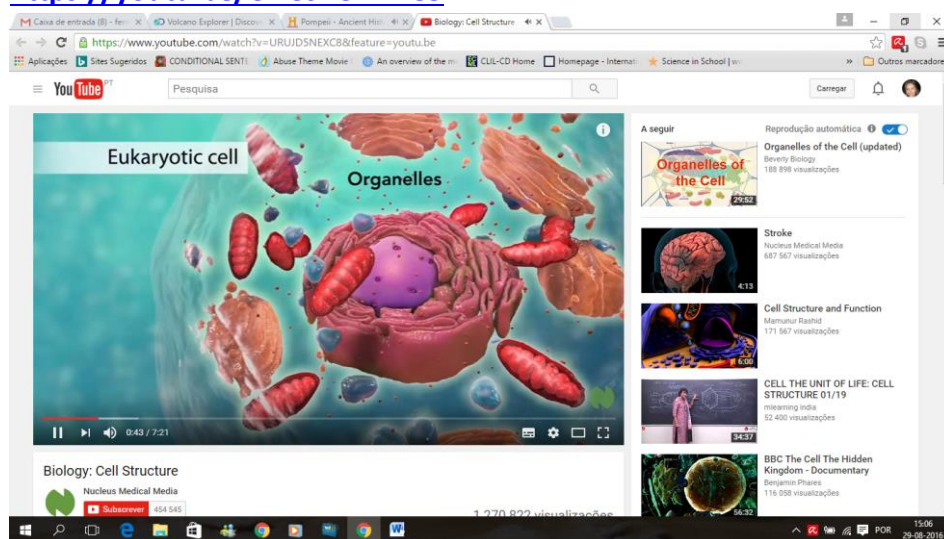 Caixa de entrada (8) - fer
Volcano Explorer | Discov
Pompeii - Ancient Hist
Biology: Cell Structure
https://www.youtube.com/watch?v=URUJD5NEXC8&feature=youtu.be
Aplicações
Sites Sugeridos
CONDITIONAL SENTE
Abuse Theme Movie
An overview of the m
CLIL-CD Home
Homepage - Internati
Science in School | w
Outros marcadore
You Tube PT
Pesquisa
Carregar
Eukaryotic cell
Organelles
0:43 / 7:21
Biology: Cell Structure
Nucleus Medical Media
Subscrever 454 545
1 270 822 visualizações
A seguir
Reprodução automática
Organelles of the Cell
29:52
Organelles of the Cell (updated)
Beverly Biology
188 898 visualizações
4:13
Stroke
Nucleus Medical Media
687 567 visualizações
6:00
Cell Structure and Function
Mamunur Rashid
171 567 visualizações
34:37
CELL THE UNIT OF LIFE: CELL
STRUCTURE 01/19
mlearning india
52 400 visualizações
56:32
BBC The Cell The Hidden
Kingdom - Documentary
Benjamin Phares
116 058 visualizações
POR
15:06
29-08-2016